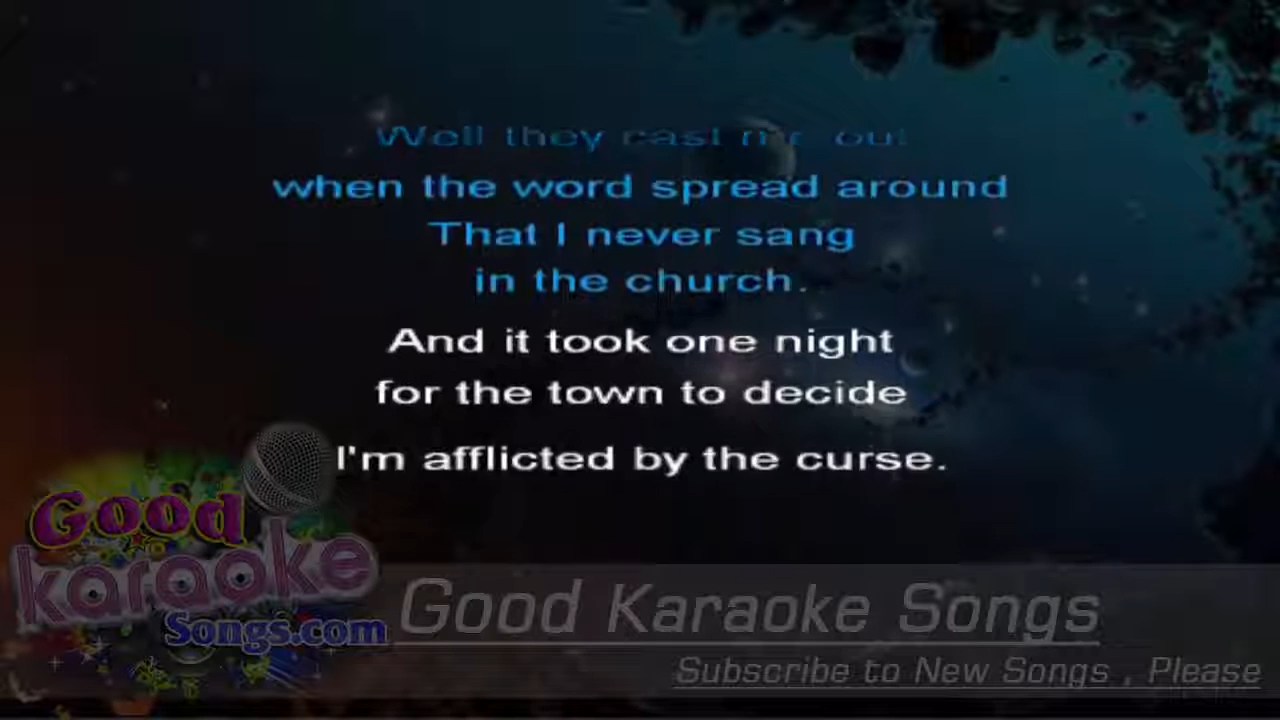 Well they cast me out
when the word spread around
That I never sang
in the church.
And it took one night
for the town to decide
I'm afflicted by the curse.
Good
karaoke
Songs.com
Good Karaoke Songs
Subscribe to New Songs , Please